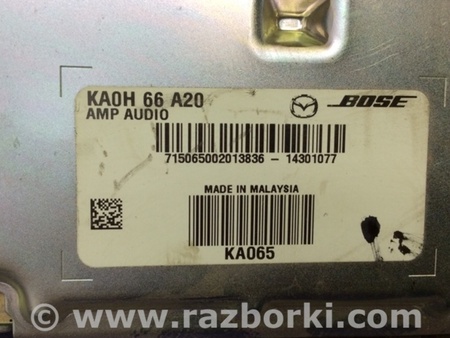 KA0H 66 A20
AMP AUDIO
BOSE
715065002013836 - 14301077
MADE IN MALAYSIA
KA065
© www.razborki.com